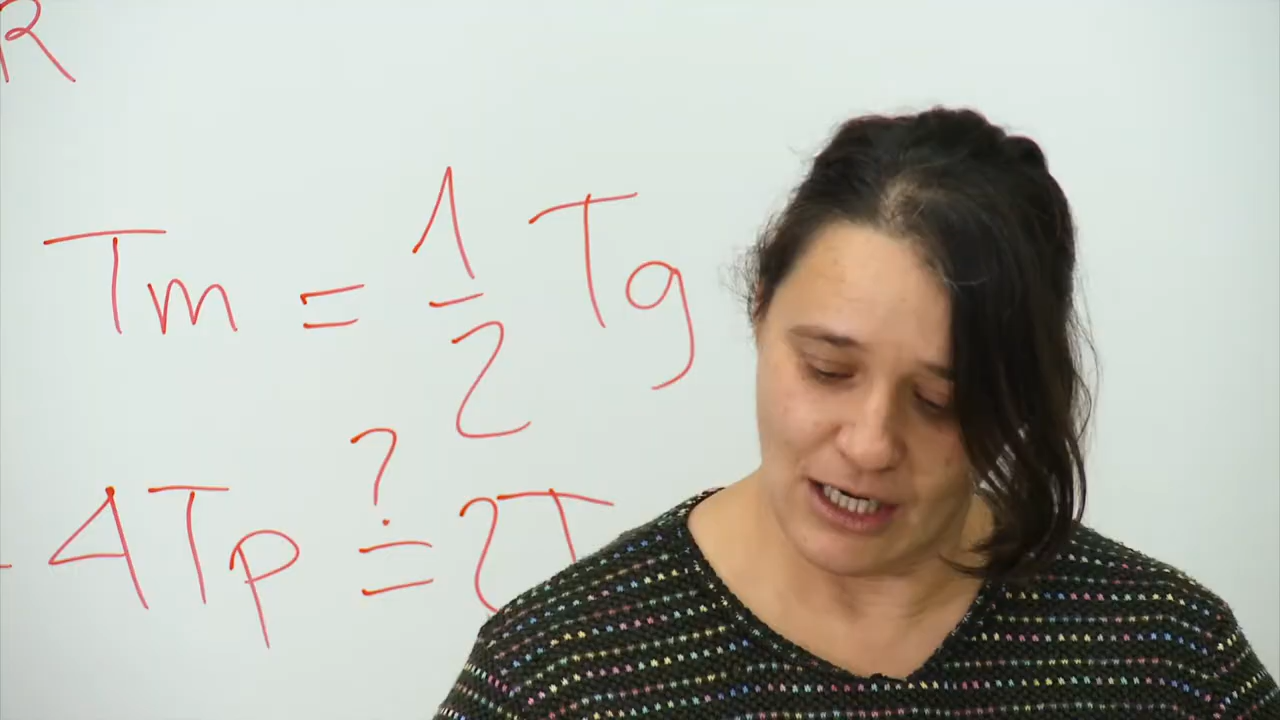 R
Tm = 1/2 Tg
- 4Tp ?= 2T